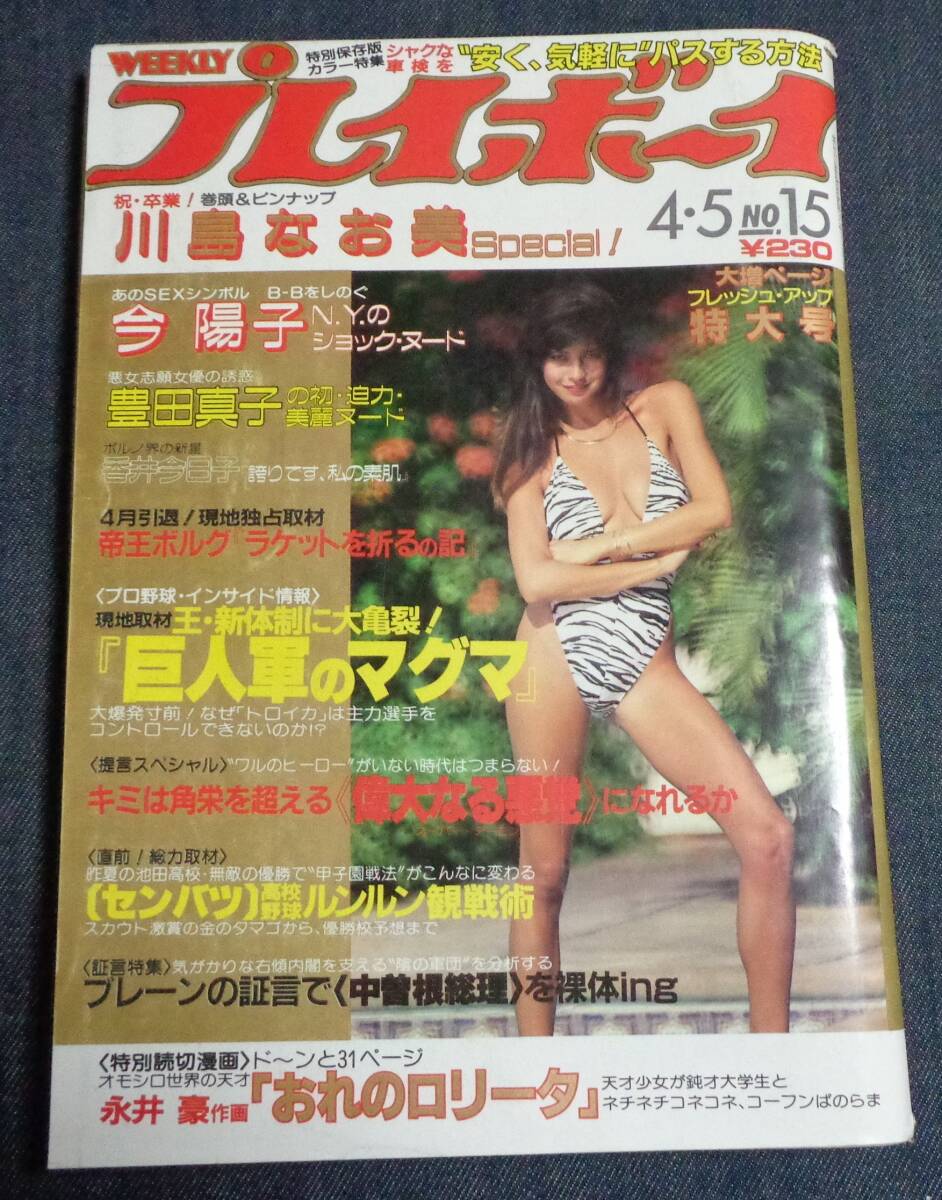 WEEKLY
特別保存版
カラー特集
シャクな
車検を
"安く、気軽に"パスする方法
プレイボーイ
祝・卒業! 巻頭&ピンナップ
川島なお美Special!
4・5 NO.15
¥230
大増ページ
フレッシュ・アップ
特大号
あのSEXシンボル B-Bをしのぐ
今陽子
N.Y.の
ショック・ヌード
悪女志願女優の誘惑
豊田真子
の初・迫力・
美麗ヌード
ポルノ界の新星
香井今日子『誇りです、私の素肌』
4月引退!現地独占取材
帝王ボルグ『ラケットを折るの記』
〈プロ野球・インサイド情報〉
現地取材 王・新体制に大亀裂!
『巨人軍のマグマ』
大爆発寸前!なぜ「トロイカ」は主力選手を
コントロールできないのか!?
〈提言スペシャル〉"ワルのヒーロー"がいない時代はつまらない!
キミは角栄を超える《偉大なる悪党》になれるか
〈直前!総力取材〉
昨夏の池田高校・無敵の優勝で"甲子園戦法"がこんなに変わる
〔センバツ〕高校野球ルンルン観戦術
スカウト激賞の金のタマゴから、優勝校予想まで
〈証言特集〉気がかりな右傾内閣を支える"陰の軍団"を分析する
ブレーンの証言で〈中曽根総理〉を裸体ing
〈特別読切漫画〉ド〜ンと31ページ
オモシロ世界の天才
永井豪作画
「おれのロリータ」
天才少女が鈍才大学生と
ネチネチコネコネ、コーフンぱのらま